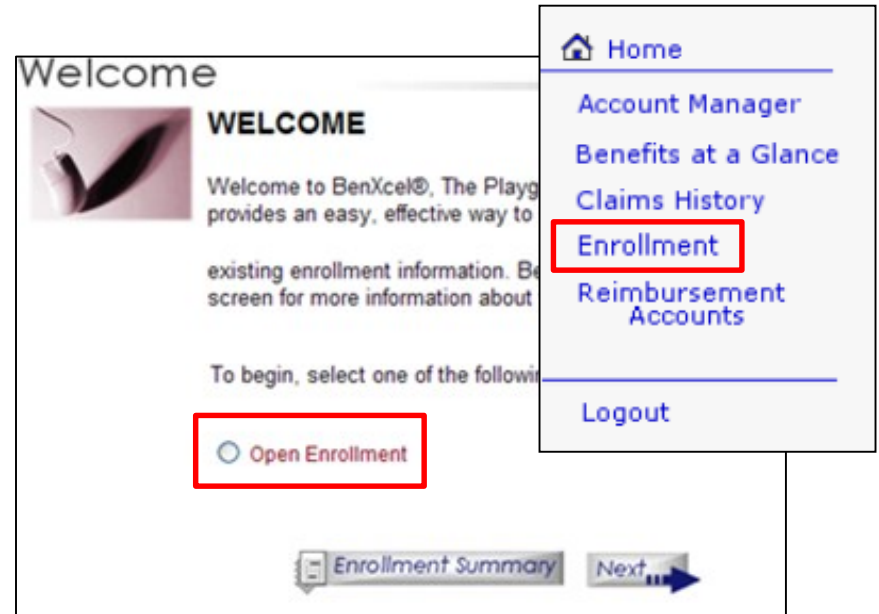 Welcome
WELCOME
Welcome to BenXcel®, The Playg
provides an easy, effective way to
existing enrollment information. Be
screen for more information about
To begin, select one of the followin
Open Enrollment
Enrollment Summary
Next
Home
Account Manager
Benefits at a Glance
Claims History
Enrollment
Reimbursement
Accounts
Logout